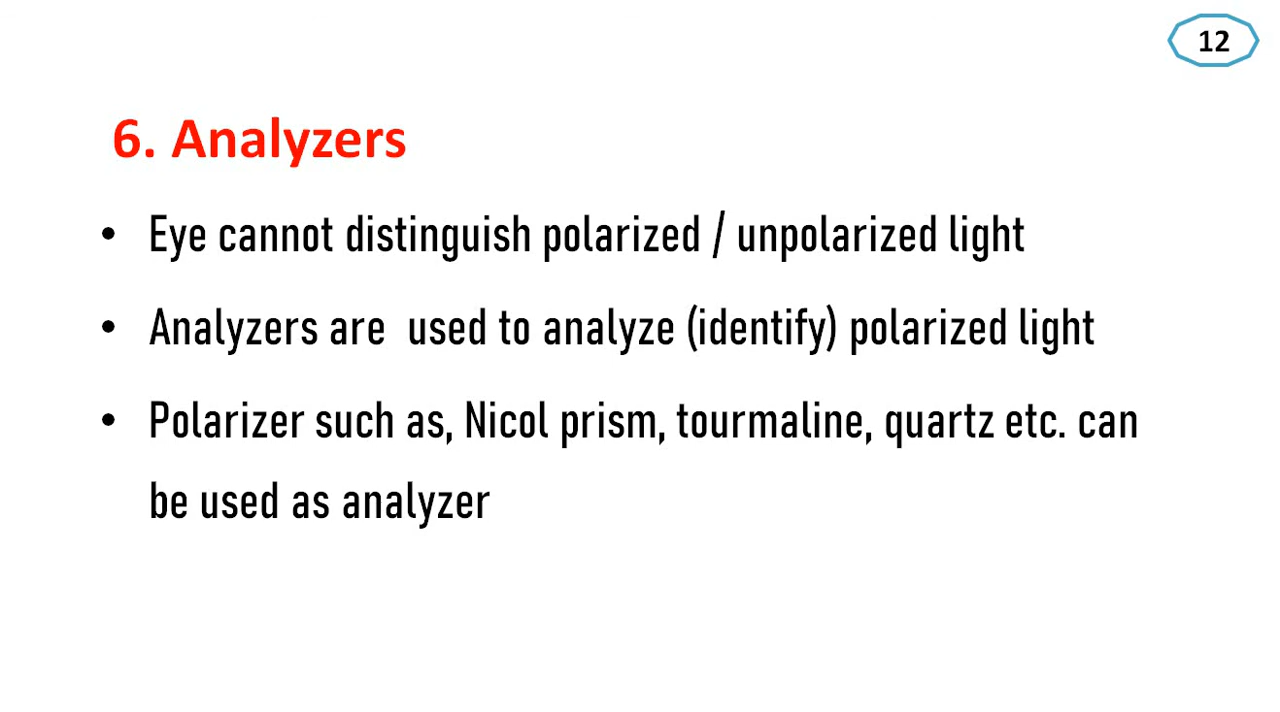 12
6. Analyzers
• Eye cannot distinguish polarized / unpolarized light
• Analyzers are  used to analyze (identify) polarized light
• Polarizer such as, Nicol prism, tourmaline, quartz etc. can
be used as analyzer